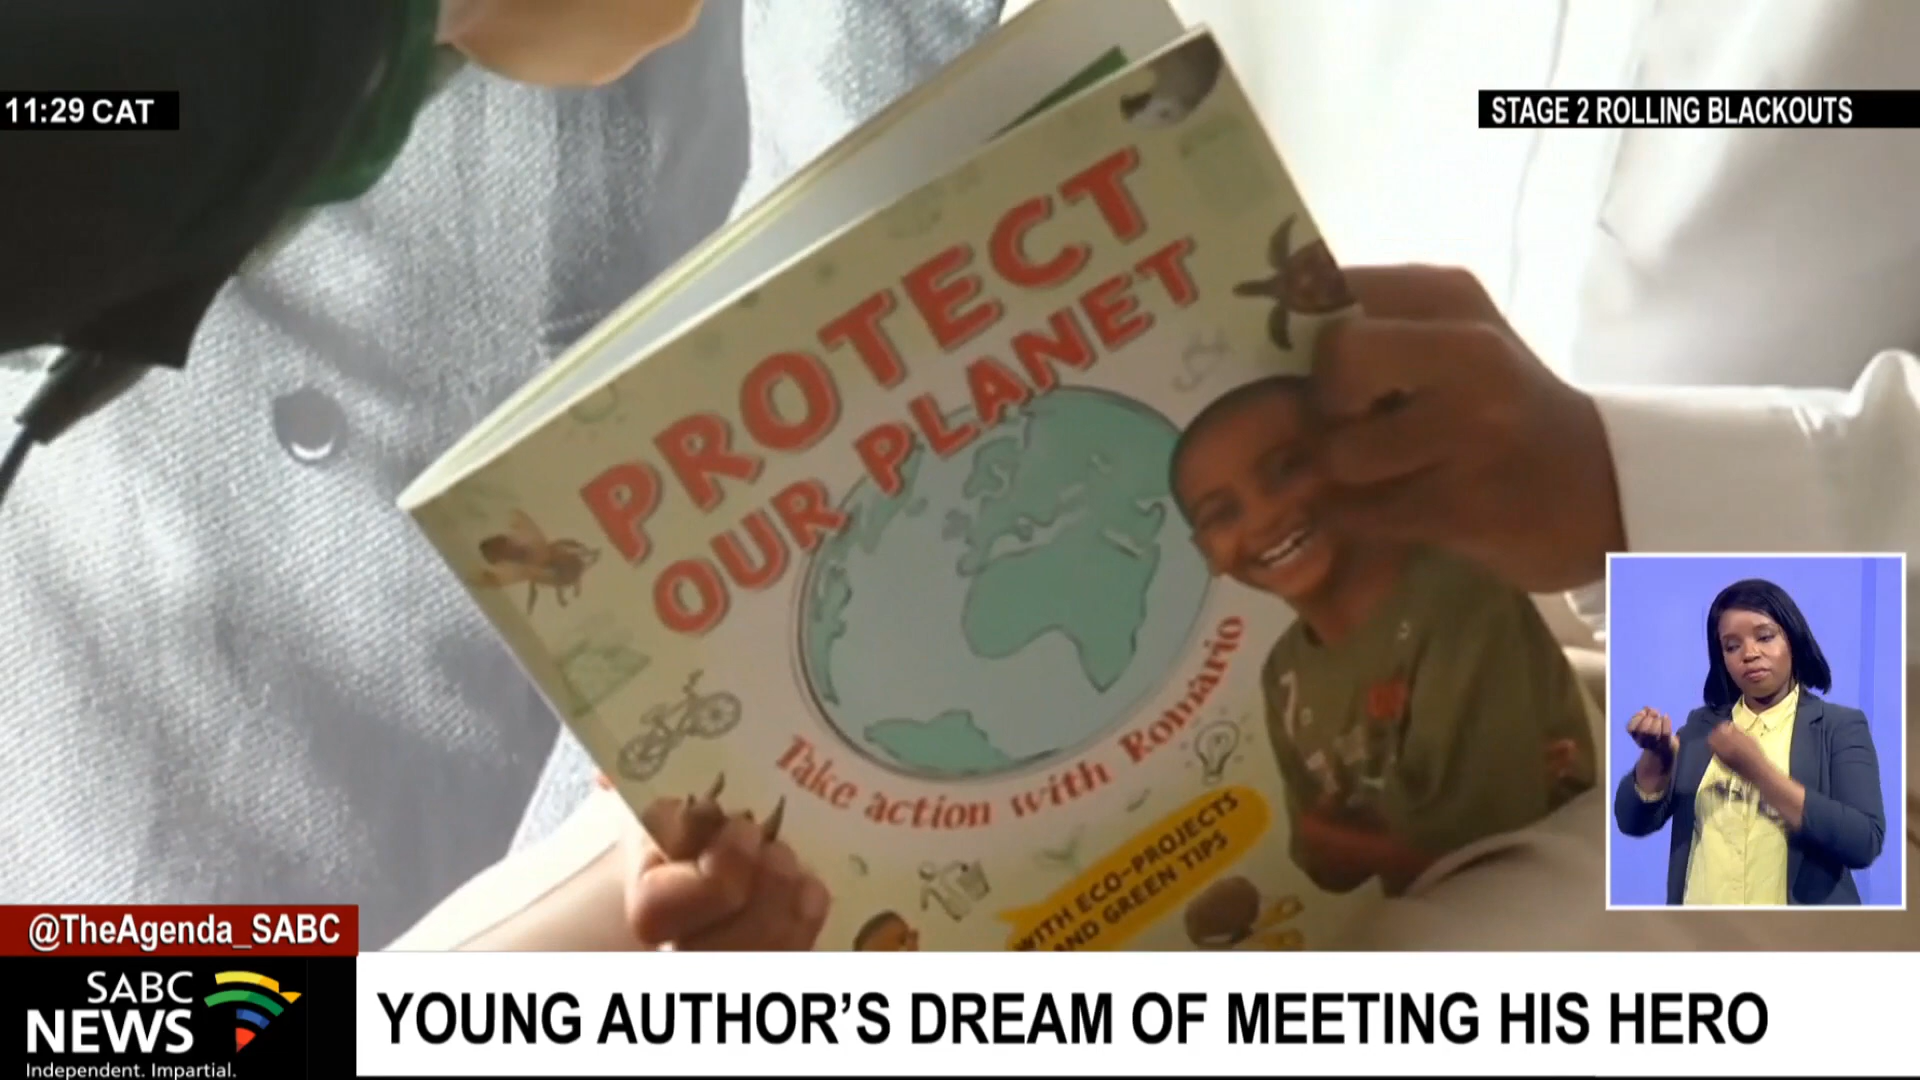 11:29 CAT
STAGE 2 ROLLING BLACKOUTS
PROTECT
OUR PLANET
Take action with Romario
WITH ECO-PROJECTS
AND GREEN TIPS
@TheAgenda_SABC
SABC
NEWS
Independent. Impartial.
YOUNG AUTHOR'S DREAM OF MEETING HIS HERO